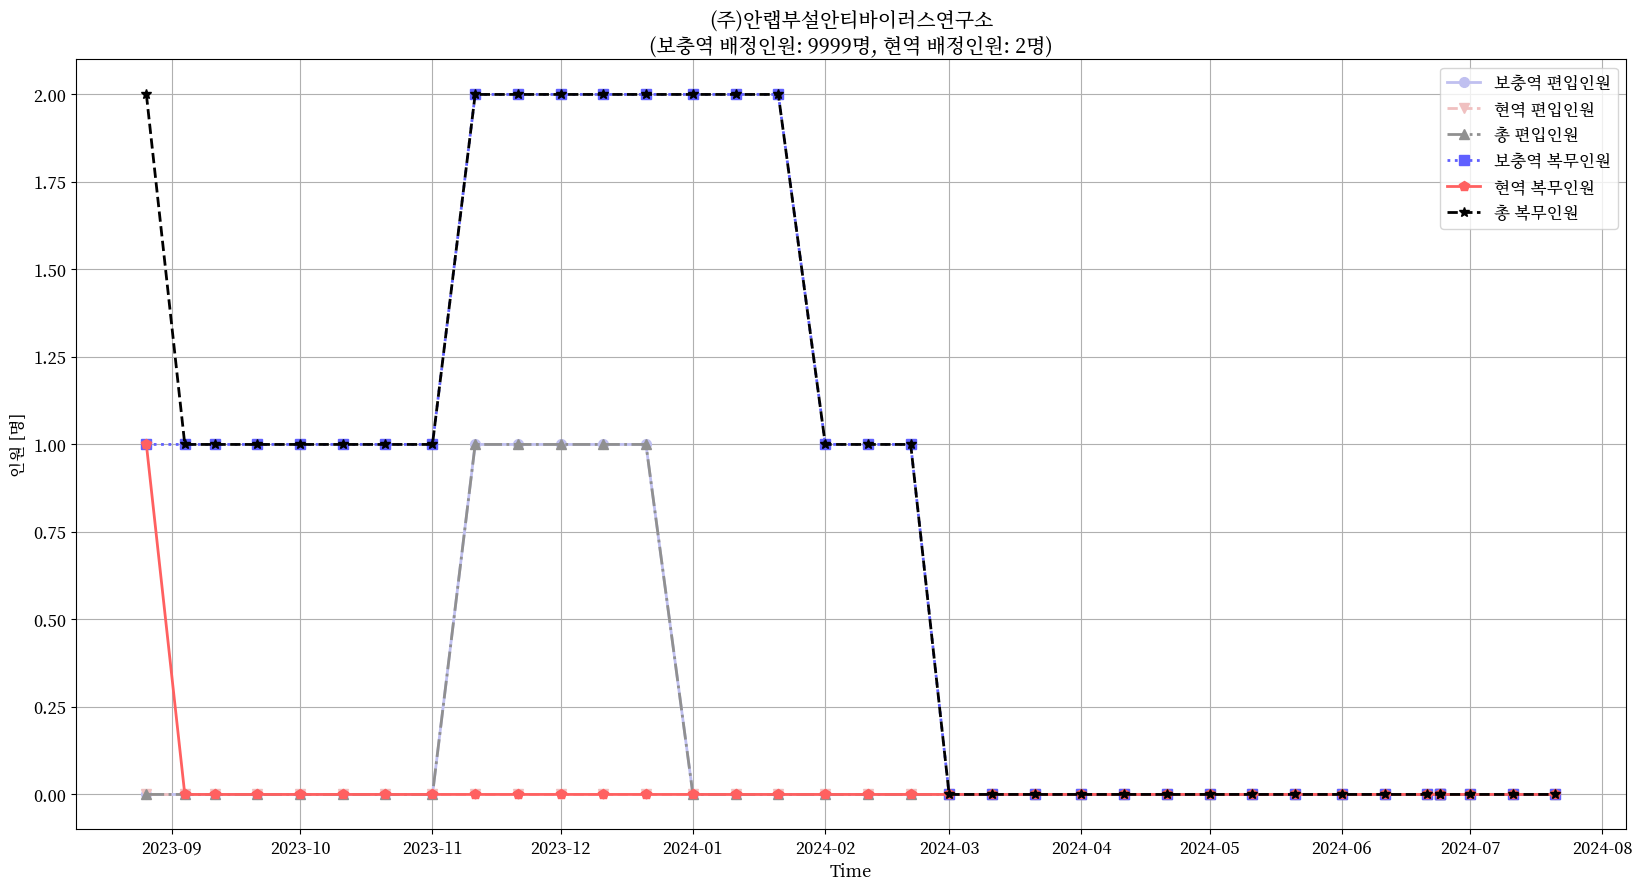 (주)안랩부설안티바이러스연구소
(보충역 배정인원: 9999명, 현역 배정인원: 2명)
보충역 편입인원
현역 편입인원
총 편입인원
보충역 복무인원
현역 복무인원
총 복무인원
인원 [명]
2.00
1.75
1.50
1.25
1.00
0.75
0.50
0.25
0.00
2023-09
2023-10
2023-11
2023-12
2024-01
2024-02
2024-03
2024-04
2024-05
2024-06
2024-07
2024-08
Time